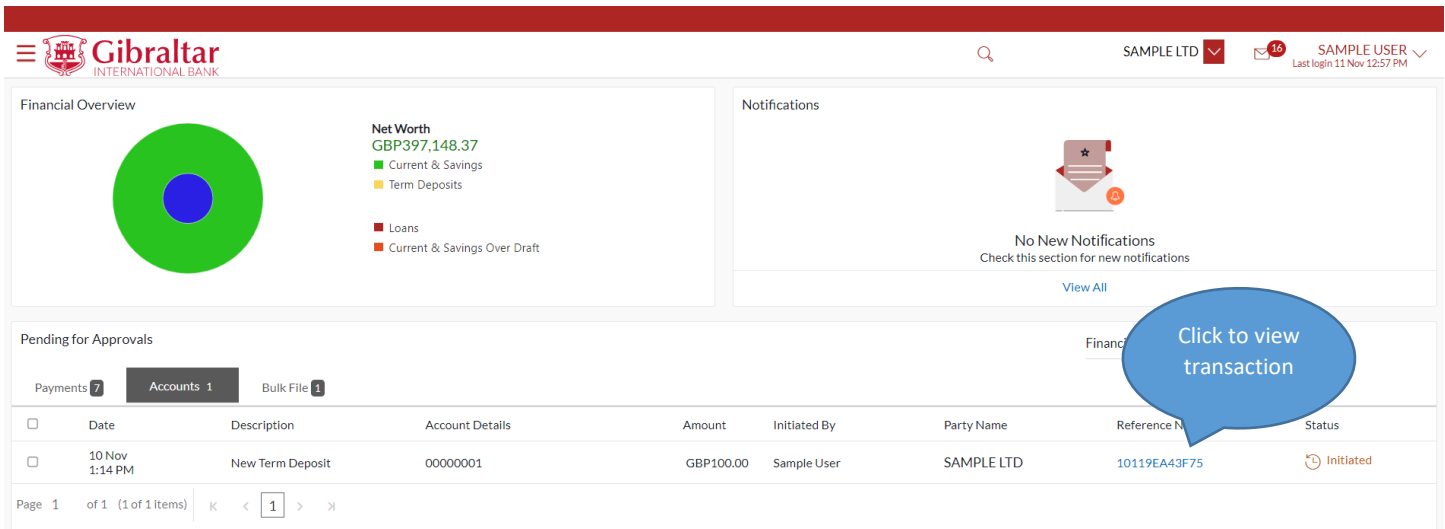 Gibraltar
INTERNATIONAL BANK
SAMPLE LTD
16
SAMPLE USER
Last login 11 Nov 12:57 PM
Financial Overview
Net Worth
GBP397,148.37
Current & Savings
Term Deposits
Loans
Current & Savings Over Draft
Notifications
No New Notifications
Check this section for new notifications
View All
Pending for Approvals
Click to view
transaction
Payments 7 Accounts 1 Bulk File 1
Date Description Account Details Amount Initiated By Party Name Reference Status
10 Nov
1:14 PM
New Term Deposit 00000001 GBP100.00 Sample User SAMPLE LTD 10119EA43F75 Initiated
Page 1 of 1 (1 of 1 items) K < 1 > >|